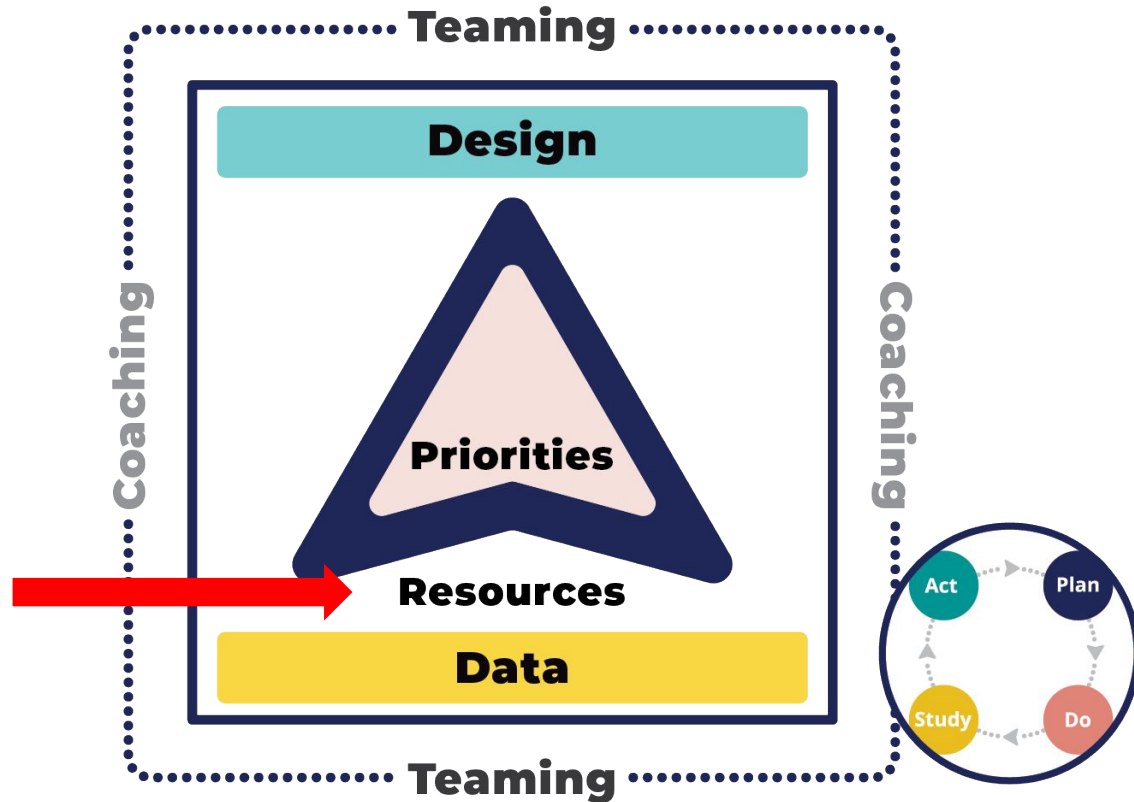 Teaming
Design
Coaching
Coaching
Priorities
Resources
Data
Act
Plan
Study
Do
Teaming